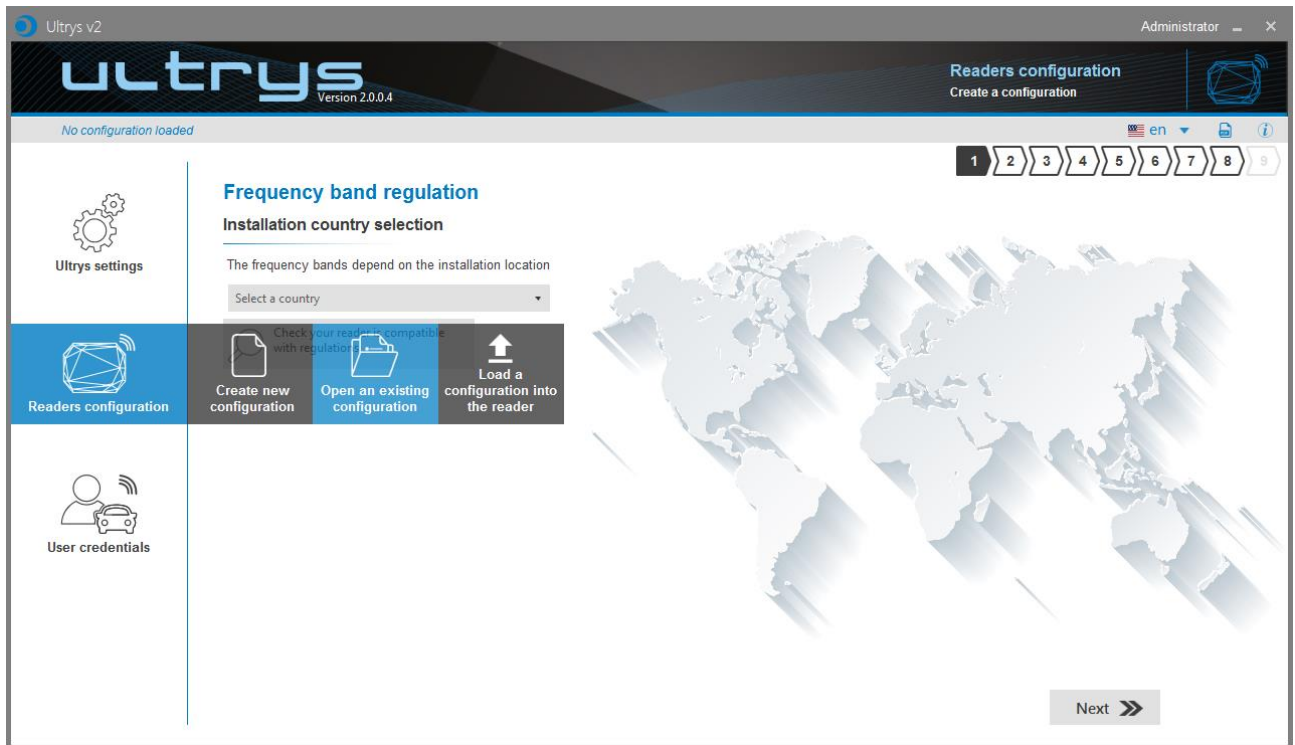 Ultrys v2
Administrator
ultrys
Version 2.0.0.4
Readers configuration
Create a configuration
No configuration loaded
en
1 2 3 4 5 6 7 8 9
Frequency band regulation
Installation country selection
The frequency bands depend on the installation location
Select a country
Check your reader is compatible
with regulations
Ultrys settings
Readers configuration
Create new
configuration
Open an existing
configuration
Load a
configuration into
the reader
User credentials
Next